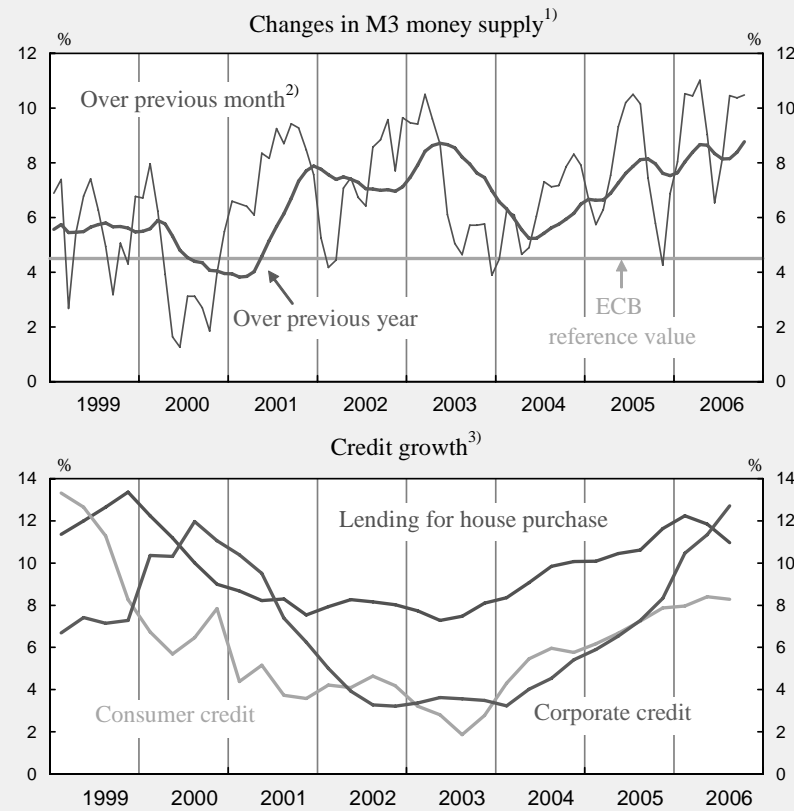 Changes in M3 money supply1)
% %
12 12
Over previous month2)
10 10
8 8
6 6
4 4
Over previous year
ECB
reference value
2 2
0 0
1999 2000 2001 2002 2003 2004 2005 2006
Credit growth3)
% %
14 14
Lending for house purchase
12 12
10 10
8 8
6 6
4 4
Consumer credit
Corporate credit
2 2
0 0
1999 2000 2001 2002 2003 2004 2005 2006